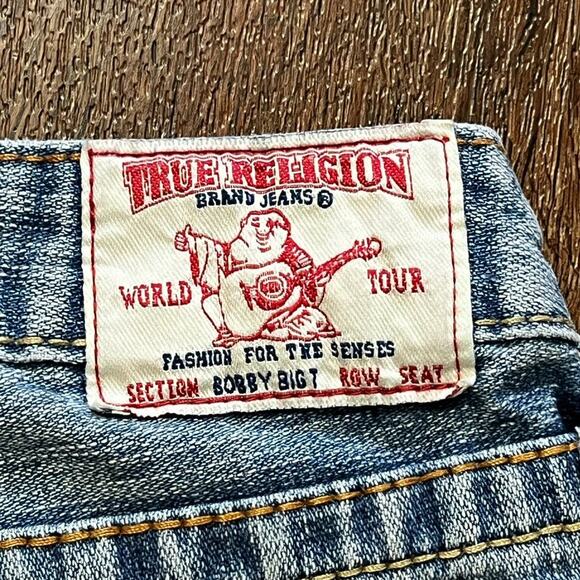 TRUE RELIGION
BRAND JEANS®
WORLD TOUR
FASHION FOR THE SENSES
SECTION BOBBY BIG T ROW SEAT